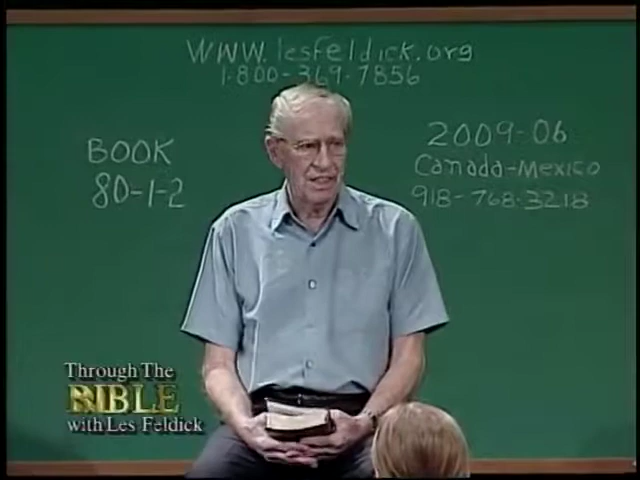 WWW.lesfeldick.org
1-800-369-7856
BOOK
80-1-2
2009-06
Canada-Mexico
918-768-3218
Through The
BIBLE
with Les Feldick